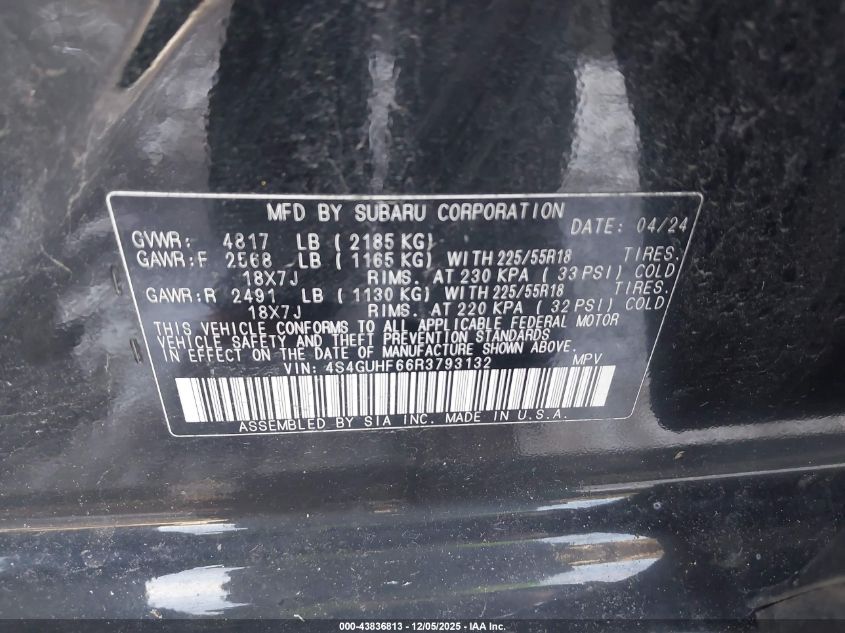 MFD BY SUBARU CORPORATION DATE: 04/24
GVWR: 4817 LB (2185 KG)
GAWR:F 2568 LB (1165 KG) WITH 225/55R18 TIRES,
18X7J RIMS, AT 230 KPA (33 PSI) COLD
GAWR:R 2491 LB (1130 KG) WITH 225/55R18 TIRES,
18X7J RIMS, AT 220 KPA (32 PSI) COLD
THIS VEHICLE CONFORMS TO ALL APPLICABLE FEDERAL MOTOR
VEHICLE SAFETY AND THEFT PREVENTION STANDARDS
IN EFFECT ON THE DATE OF MANUFACTURE SHOWN ABOVE.
VIN: 4S4GUHF66R3793132 MPV
ASSEMBLED BY SIA INC. MADE IN U.S.A.
000-43836813 - 12/05/2025 - IAA Inc.